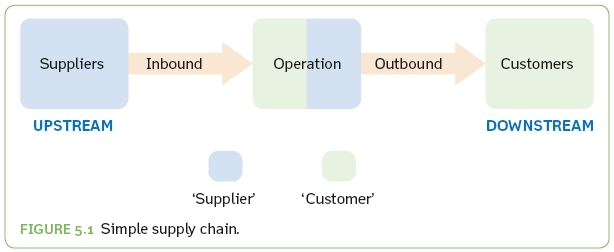 Suppliers
Inbound
Operation
Outbound
Customers
UPSTREAM
DOWNSTREAM
‘Supplier’
‘Customer’
FIGURE 5.1 Simple supply chain.